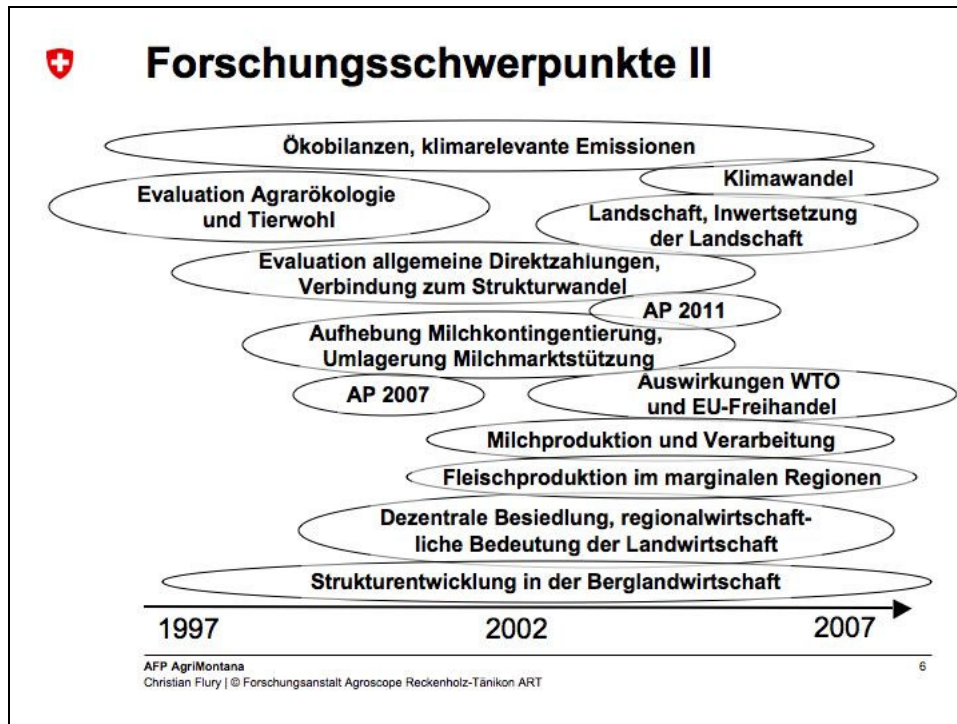 Forschungsschwerpunkte II
Ökobilanzen, klimarelevante Emissionen
Klimawandel
Evaluation Agrarökologie
und Tierwohl
Landschaft, Inwertsetzung
der Landschaft
Evaluation allgemeine Direktzahlungen,
Verbindung zum Strukturwandel
AP 2011
Aufhebung Milchkontingentierung,
Umlagerung Milchmarktstützung
AP 2007
Auswirkungen WTO
und EU-Freihandel
Milchproduktion und Verarbeitung
Fleischproduktion im marginalen Regionen
Dezentrale Besiedlung, regionalwirtschaft-
liche Bedeutung der Landwirtschaft
Strukturentwicklung in der Berglandwirtschaft
1997 2002 2007
AFP AgriMontana 6
Christian Flury | © Forschungsanstalt Agroscope Reckenholz-Tänikon ART